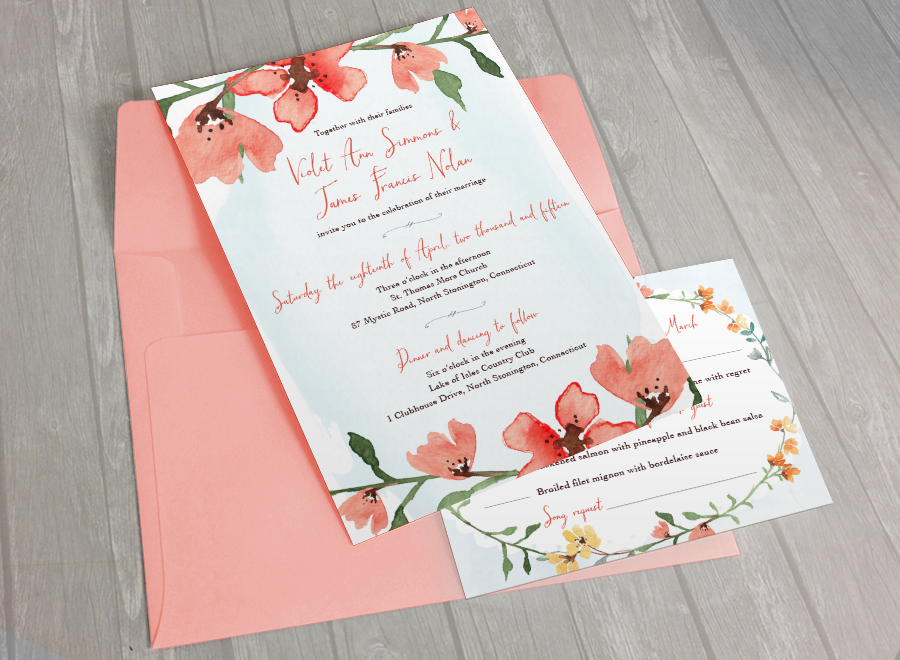 Together with their families
Violet Ann Simmons &
James Francis Nolan
invite you to the celebration of their marriage
Saturday, the eighteenth of April, two thousand and fifteen
Three o'clock in the afternoon
St. Thomas More Church
87 Mystic Road, North Stonington, Connecticut
Dinner and dancing to follow
Six o'clock in the evening
Lake of Isles Country Club
1 Clubhouse Drive, North Stonington, Connecticut
March
with regret
guest
salmon with pineapple and black bean salsa
Broiled filet mignon with bordelaise sauce
Song request